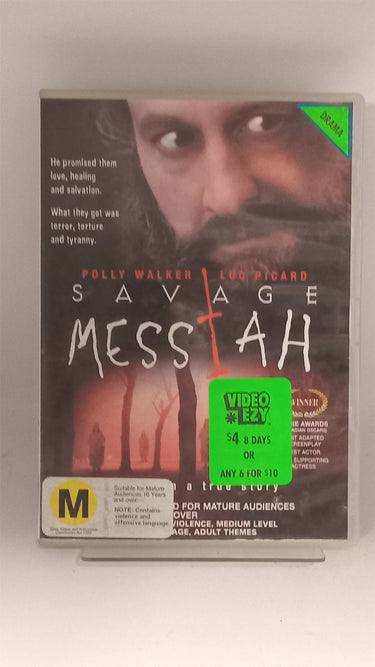 DRAMA
He promised them
love, healing
and salvation.
What they got was
terror, torture
and tyranny.
POLLY WALKER LUC PICARD
SAVAGE
MESSIAH
VIDEO
EZY
$4 8 DAYS
OR
ANY 6 FOR $10
WINNER
AWARDS
ADAPTED
SCREENPLAY
ACTOR
SUPPORTING
ACTRESS
a true story
M
Suitable for Mature
Audiences 16 Years
and over.
NOTE: Contains
violence and
offensive language.
FOR MATURE AUDIENCES
OVER
VIOLENCE, MEDIUM LEVEL
AGE, ADULT THEMES